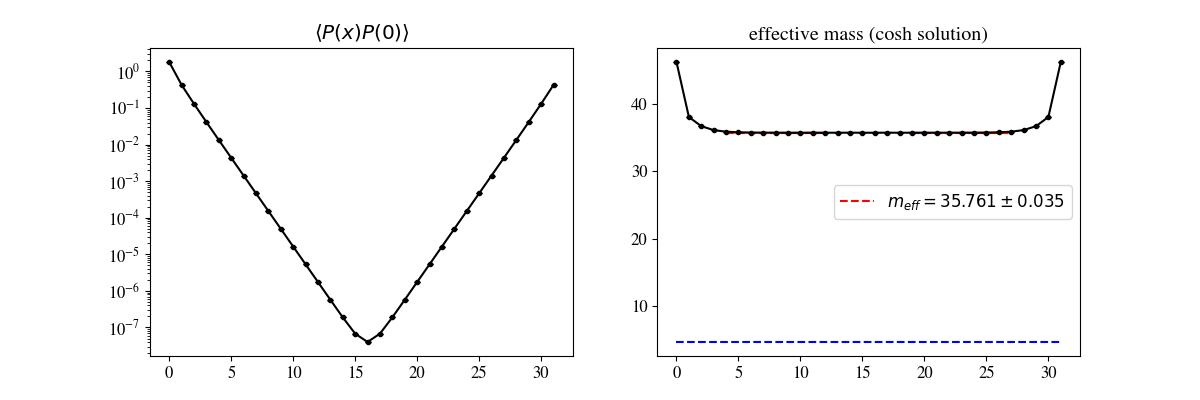 ⟨P(x)P(0)⟩
10⁰
10⁻¹
10⁻²
10⁻³
10⁻⁴
10⁻⁵
10⁻⁶
10⁻⁷
0 5 10 15 20 25 30
effective mass (cosh solution)
40
30
20
10
m_eff = 35.761 ± 0.035
0 5 10 15 20 25 30